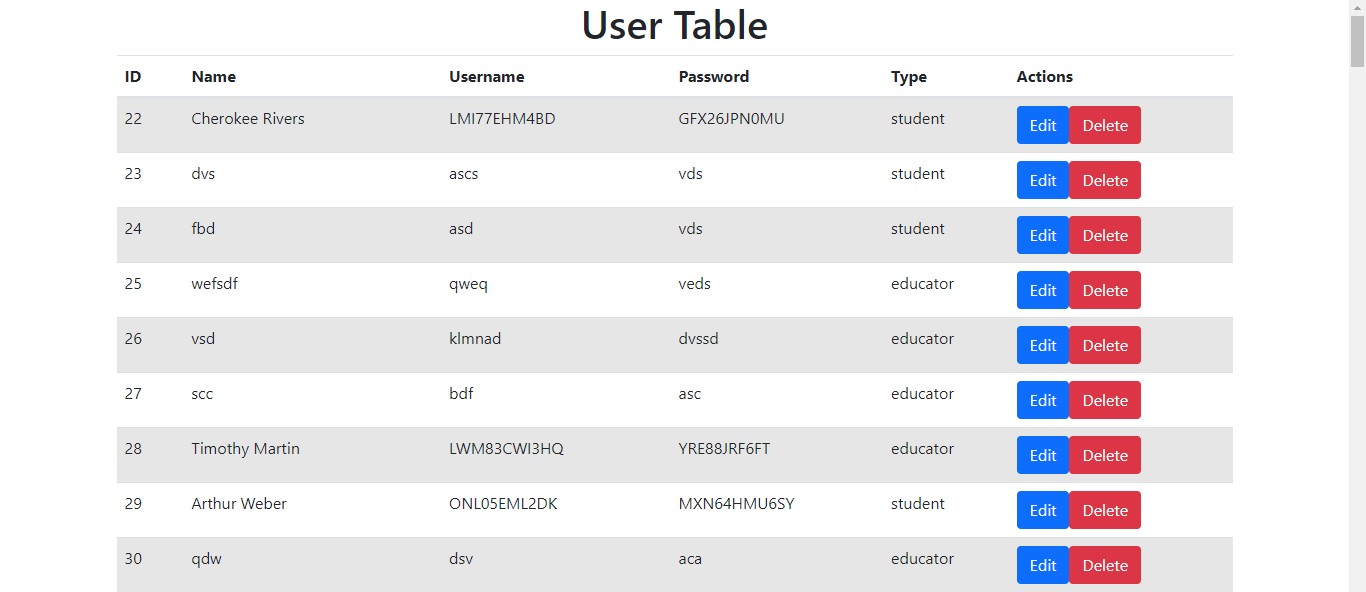 User Table
ID Name Username Password Type Actions
22 Cherokee Rivers LMI77EHM4BD GFX26JPN0MU student Edit Delete
23 dvs ascs vds student Edit Delete
24 fbd asd vds student Edit Delete
25 wefsdf qweq veds educator Edit Delete
26 vsd klmnad dvssd educator Edit Delete
27 scc bdf asc educator Edit Delete
28 Timothy Martin LWM83CWI3HQ YRE88JRF6FT educator Edit Delete
29 Arthur Weber ONL05EML2DK MXN64HMU6SY student Edit Delete
30 qdw dsv aca educator Edit Delete